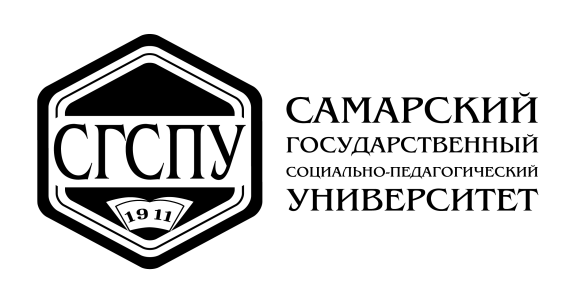 СГСПУ
1911
САМАРСКИЙ
ГОСУДАРСТВЕННЫЙ
СОЦИАЛЬНО-ПЕДАГОГИЧЕСКИЙ
УНИВЕРСИТЕТ